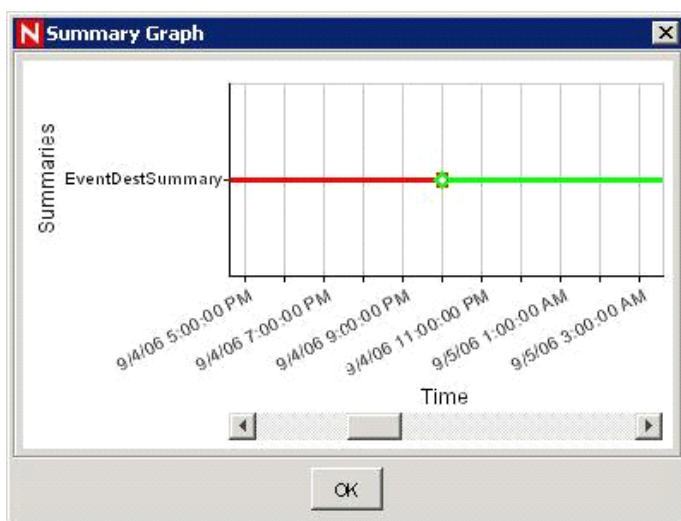 N Summary Graph
Summaries
EventDestSummary
9/4/06 5:00:00 PM
9/4/06 7:00:00 PM
9/4/06 9:00:00 PM
9/4/06 11:00:00 PM
9/5/06 1:00:00 AM
9/5/06 3:00:00 AM
Time
OK